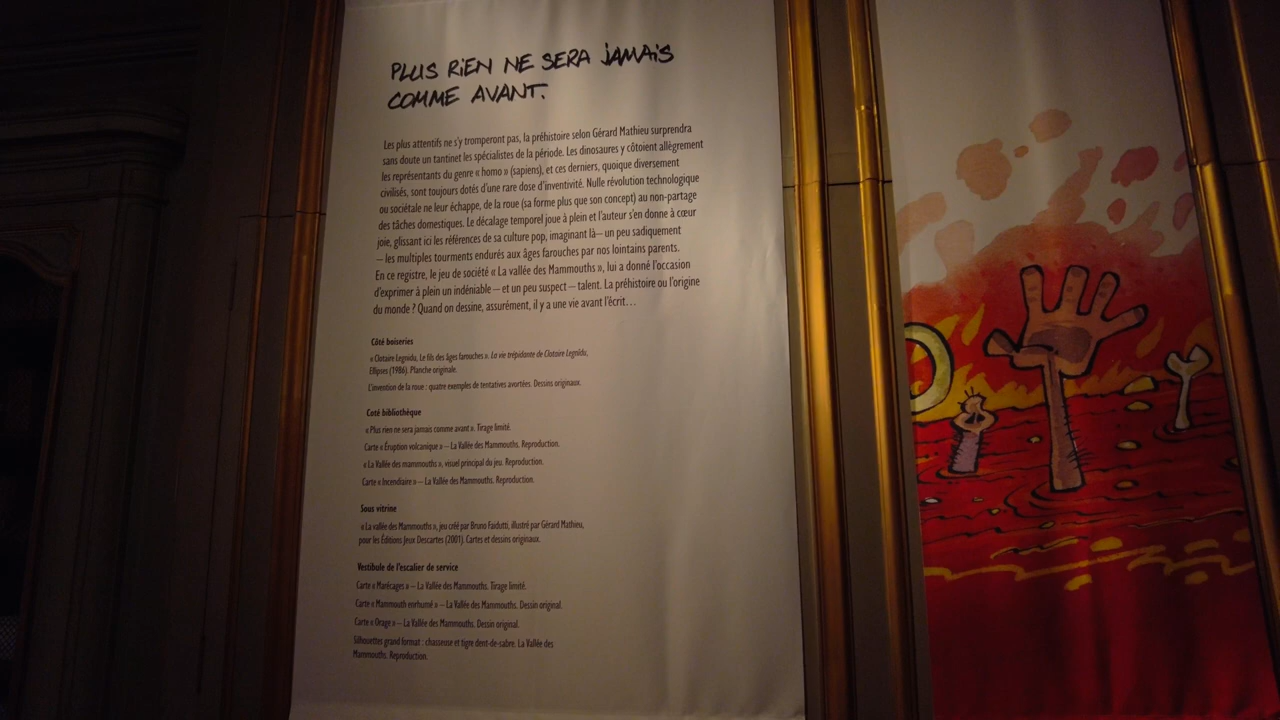 PLUS RiEN NE SERA JAMAiS
COMME AVANT.
Les plus attentifs ne s'y tromperont pas, la préhistoire selon Gérard Mathieu surprendra
sans doute un tantinet les spécialistes de la période. Les dinosaures y côtoient allègrement
les représentants du genre « homo » (sapiens), et ces derniers, quoique diversement
civilisés, sont toujours dotés d'une rare dose d'inventivité. Nulle révolution technologique
ou sociétale ne leur échappe, de la roue (sa forme plus que son concept) au non-partage
des tâches domestiques. Le décalage temporel joue à plein et l'auteur s'en donne à cœur
joie, glissant ici les références de sa culture pop, imaginant là— un peu sadiquement
— les multiples tourments endurés aux âges farouches par nos lointains parents.
En ce registre, le jeu de société « La vallée des Mammouths », lui a donné l'occasion
d'exprimer à plein un indéniable — et un peu suspect — talent. La préhistoire ou l'origine
du monde ? Quand on dessine, assurément, il y a une vie avant l'écrit…
Côté boiseries
« Clotaire Legnidu, Le fils des âges farouches ». La vie trépidante de Clotaire Legnidu,
Ellipses (1986). Planche originale.
L'invention de la roue : quatre exemples de tentatives avortées. Dessins originaux.
Coté bibliothèque
« Plus rien ne sera jamais comme avant ». Tirage limité.
Carte « Éruption volcanique » — La Vallée des Mammouths. Reproduction.
« La Vallée des mammouths », visuel principal du jeu. Reproduction.
Carte « Incendiaire » — La Vallée des Mammouths. Reproduction.
Sous vitrine
« La vallée des Mammouths », jeu créé par Bruno Faidutti, illustré par Gérard Mathieu,
pour les Éditions Jeux Descartes (2001). Cartes et dessins originaux.
Vestibule de l'escalier de service
Carte « Marécages » — La Vallée des Mammouths. Tirage limité.
Carte « Mammouth enrhumé » — La Vallée des Mammouths. Dessin original.
Carte « Orage » — La Vallée des Mammouths. Dessin original.
Silhouettes grand format : chasseuse et tigre dent-de-sabre. La Vallée des
Mammouths. Reproduction.